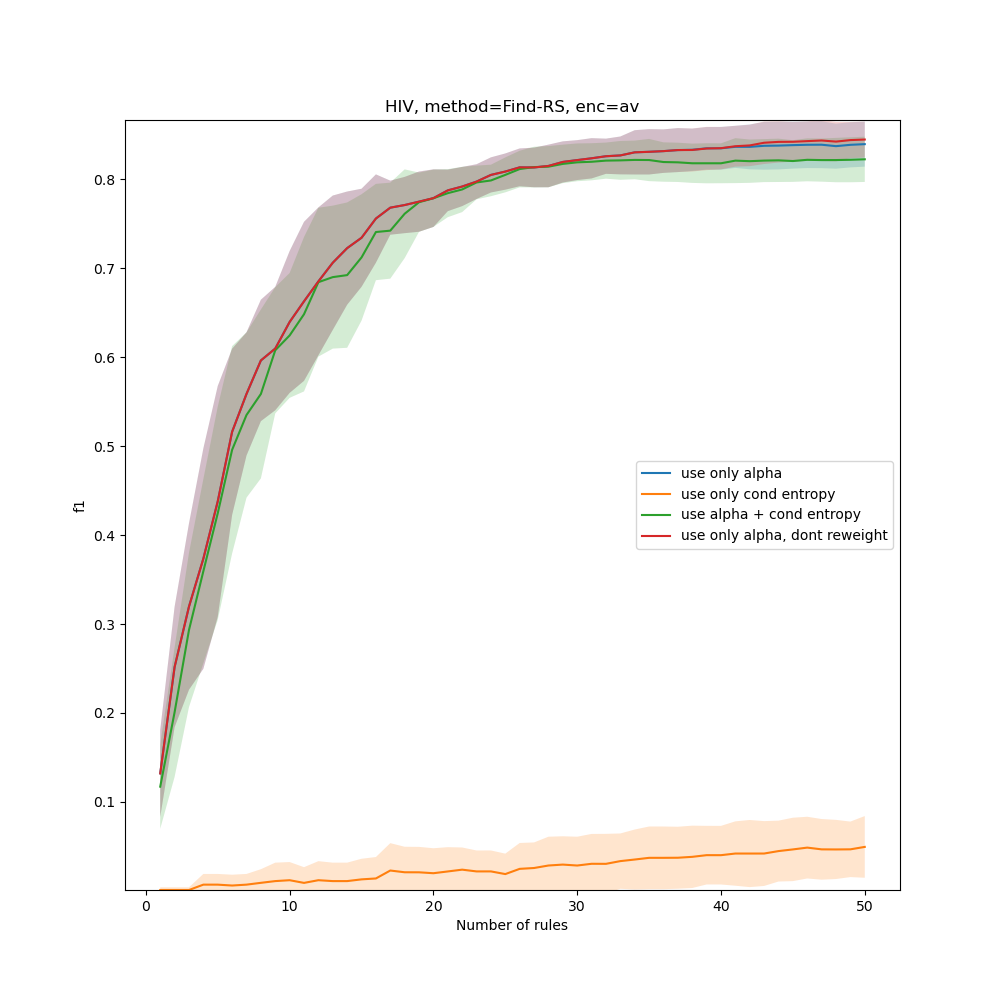 HIV, method=Find-RS, enc=av
f1
0.8
0.7
0.6
0.5
0.4
0.3
0.2
0.1
use only alpha
use only cond entropy
use alpha + cond entropy
use only alpha, dont reweight
0 10 20 30 40 50
Number of rules